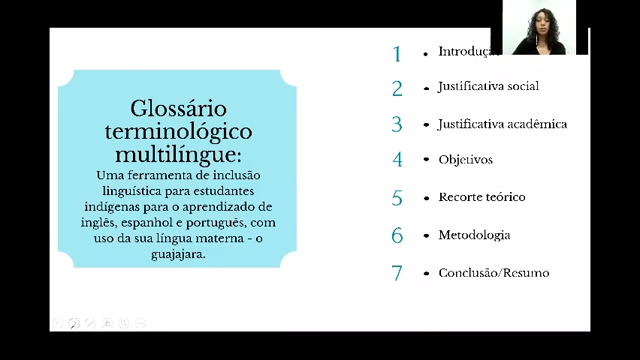 Glossário
terminológico
multilíngue:
Uma ferramenta de inclusão
linguística para estudantes
indígenas para o aprendizado de
inglês, espanhol e português, com
uso da sua língua materna - o
guajajara.
1 • Introduçã
2 • Justificativa social
3 • Justificativa acadêmica
4 • Objetivos
5 • Recorte teórico
6 • Metodologia
7 • Conclusão/Resumo